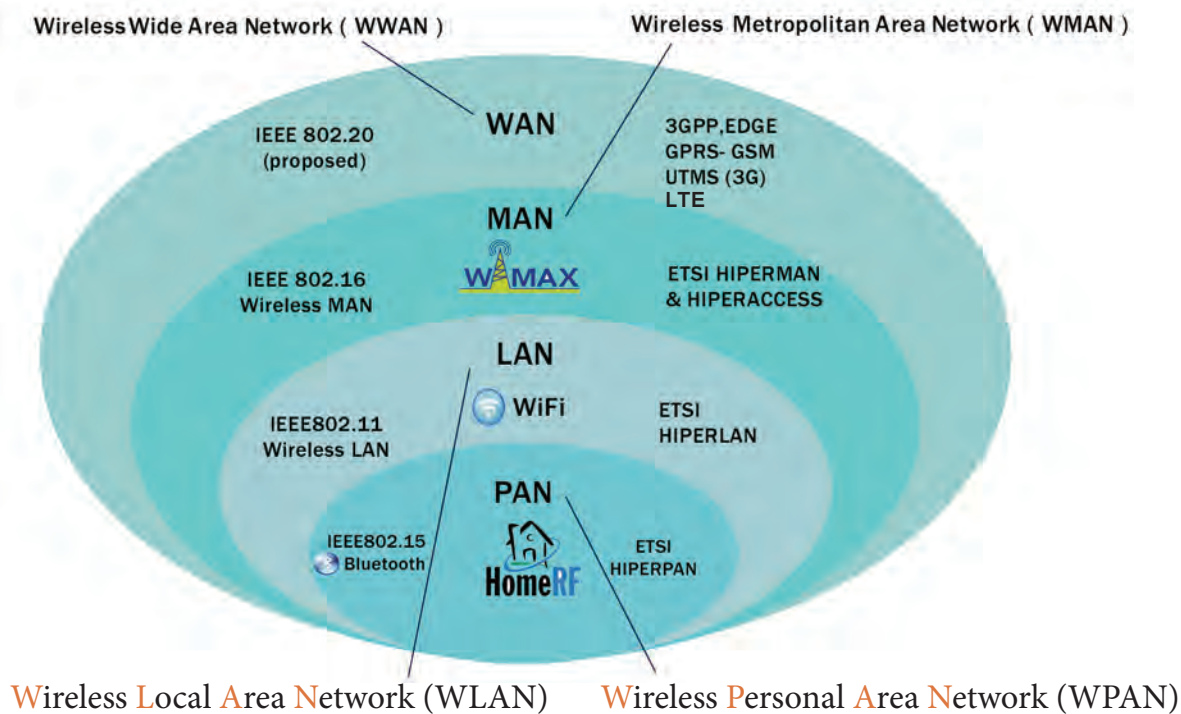 Wireless Wide Area Network ( WWAN )
Wireless Metropolitan Area Network ( WMAN )
WAN
IEEE 802.20
(proposed)
3GPP,EDGE
GPRS- GSM
UTMS (3G)
LTE
MAN
WiMAX
IEEE 802.16
Wireless MAN
ETSI HIPERMAN
& HIPERACCESS
LAN
WiFi
IEEE802.11
Wireless LAN
ETSI
HIPERLAN
PAN
IEEE802.15
Bluetooth
HomeRF
ETSI
HIPERPAN
Wireless Local Area Network (WLAN)
Wireless Personal Area Network (WPAN)